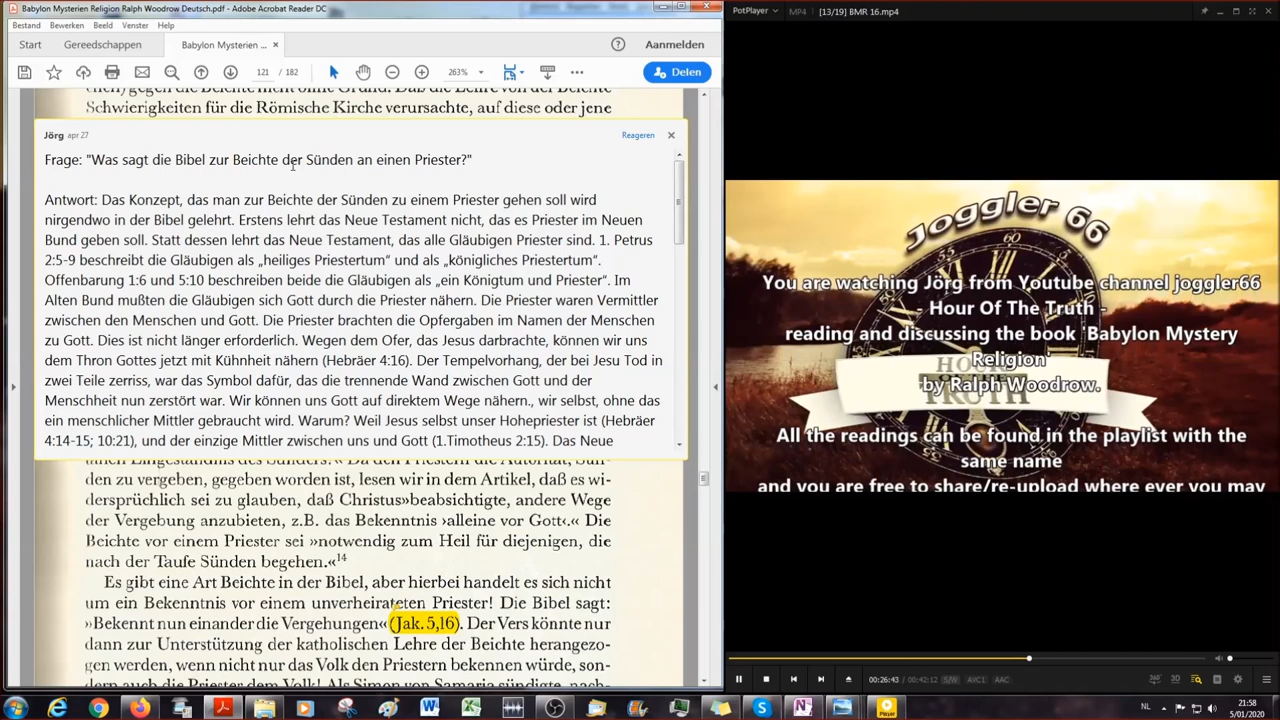 Babylon Mysterien Religion Ralph Woodrow Deutsch.pdf - Adobe Acrobat Reader DC
Bestand Bewerken Beeld Venster Help
Start Gereedschappen Babylon Mysterien ... × Anmelden
121 / 182 263% Delen
Schwierigkeiten für die Römische Kirche verursachte, auf diese oder jene
Jörg apr 27 Reageren
Frage: "Was sagt die Bibel zur Beichte der Sünden an einen Priester?"
Antwort: Das Konzept, das man zur Beichte der Sünden zu einem Priester gehen soll wird
nirgendwo in der Bibel gelehrt. Erstens lehrt das Neue Testament nicht, das es Priester im Neuen
Bund geben soll. Statt dessen lehrt das Neue Testament, das alle Gläubigen Priester sind. 1. Petrus
2:5-9 beschreibt die Gläubigen als „heiliges Priestertum“ und als „königliches Priestertum“.
Offenbarung 1:6 und 5:10 beschreiben beide die Gläubigen als „ein Königtum und Priester“. Im
Alten Bund mußten die Gläubigen sich Gott durch die Priester nähern. Die Priester waren Vermittler
zwischen den Menschen und Gott. Die Priester brachten die Opfergaben im Namen der Menschen
zu Gott. Dies ist nicht länger erforderlich. Wegen dem Ofer, das Jesus darbrachte, können wir uns
dem Thron Gottes jetzt mit Kühnheit nähern (Hebräer 4:16). Der Tempelvorhang, der bei Jesu Tod in
zwei Teile zerriss, war das Symbol dafür, das die trennende Wand zwischen Gott und der
Menschheit nun zerstört war. Wir können uns Gott auf direktem Wege nähern., wir selbst, ohne das
ein menschlicher Mittler gebraucht wird. Warum? Weil Jesus selbst unser Hohepriester ist (Hebräer
4:14-15; 10:21), und der einzige Mittler zwischen uns und Gott (1.Timotheus 2:15). Das Neue
den zu vergeben, gegeben worden ist, lesen wir in dem Artikel, daß es wi-
dersprüchlich sei zu glauben, daß Christus»beabsichtigte, andere Wege
der Vergebung anzubieten, z.B. das Bekenntnis ›alleine vor Gott‹.« Die
Beichte vor einem Priester sei »notwendig zum Heil für diejenigen, die
nach der Taufe Sünden begehen.«14
Es gibt eine Art Beichte in der Bibel, aber hierbei handelt es sich nicht
um ein Bekenntnis vor einem unverheirateten Priester! Die Bibel sagt:
»Bekennt nun einander die Vergehungen« (Jak. 5,16). Der Vers könnte nur
dann zur Unterstützung der katholischen Lehre der Beichte herangezo-
gen werden, wenn nicht nur das Volk den Priestern bekennen würde, son-
dern auch die Priester dem Volk! Als Simon von Samaria sündigte, nach-
PotPlayer MP4 [13/19] BMR 16.mp4
Joggler 66
You are watching Jörg from Youtube channel joggler66
- Hour Of The Truth -
reading and discussing the book 'Babylon Mystery
Religion'
by Ralph Woodrow.
HOUR
TRUTH
All the readings can be found in the playlist with the
same name
and you are free to share/re-upload where ever you may
00:26:43 / 00:42:12 S/W AVC1 AAC
360° 3D
NL 21:58
5/01/2020